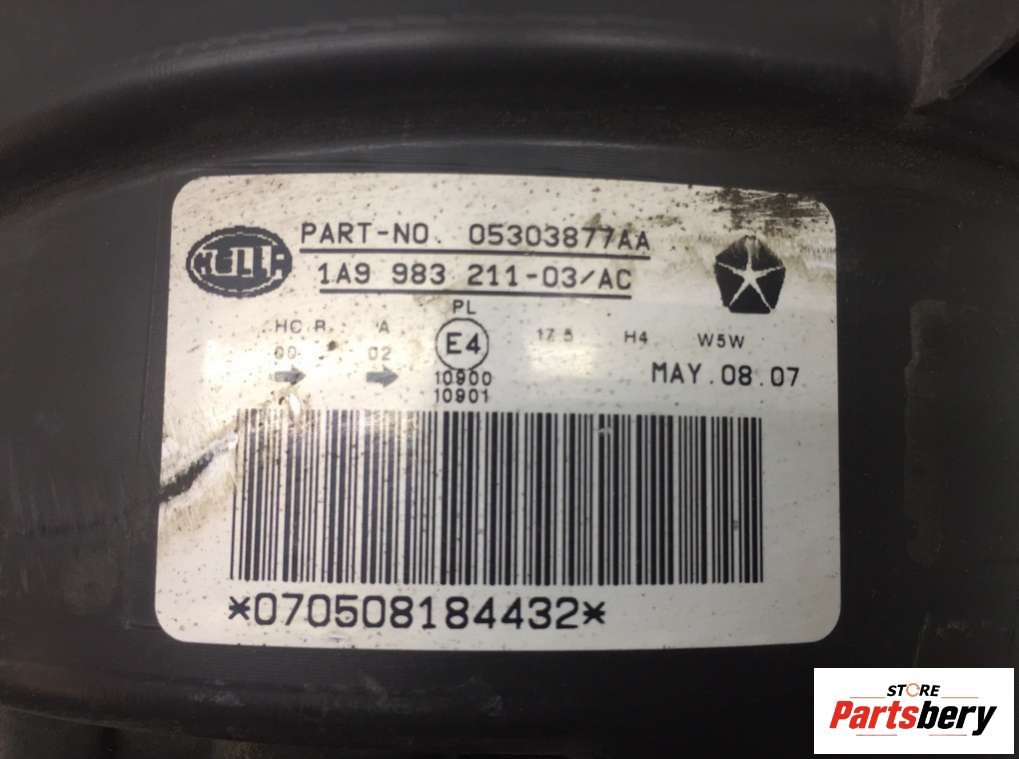 HELLA
PART-NO. 05303877AA
1A9 983 211-03/AC
PL
HC R A E4 17.5 H4 W5W
00 02
MAY.08.07
10900
10901
*070508184432*
STORE
Partsbery